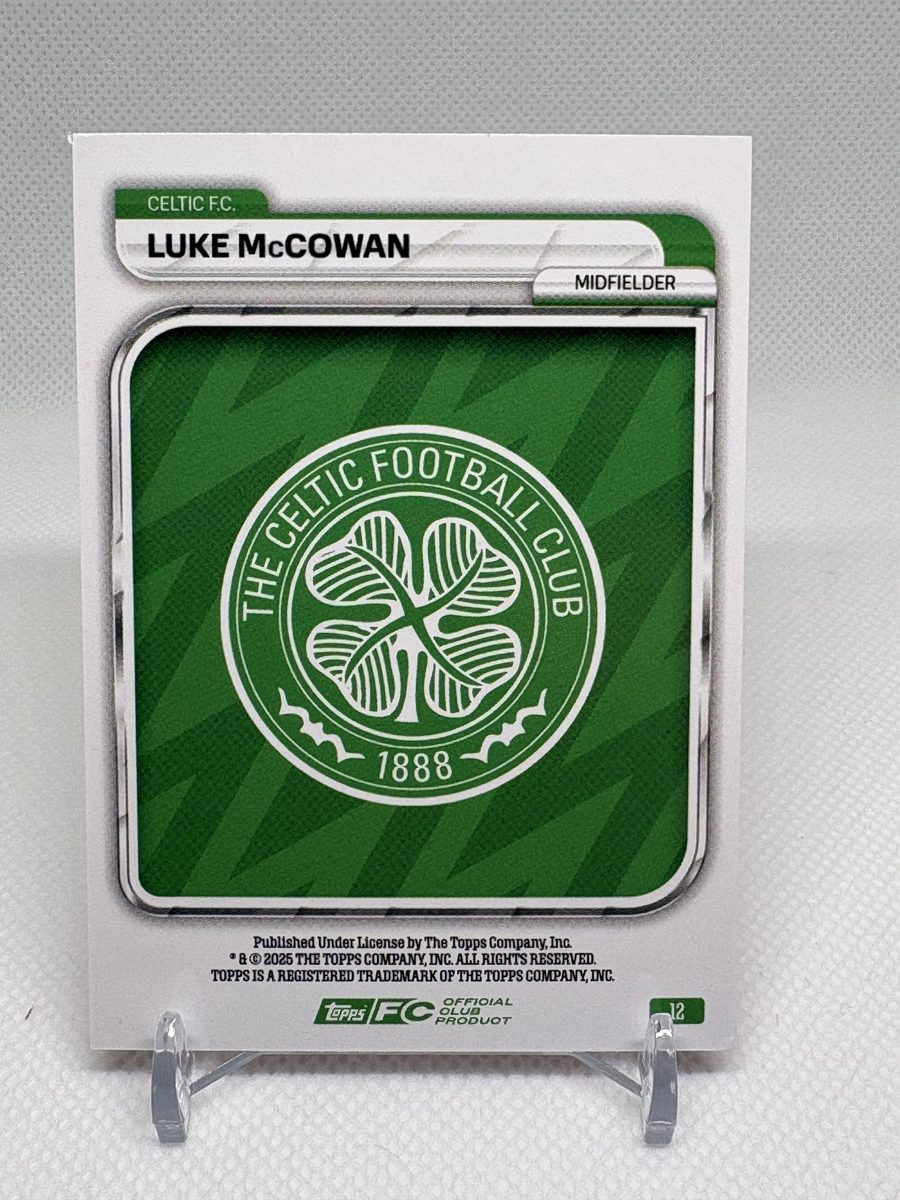 CELTIC F.C.
LUKE McCOWAN
MIDFIELDER
THE CELTIC FOOTBALL CLUB
1888
Published Under License by The Topps Company, Inc.
® & © 2025 THE TOPPS COMPANY, INC. ALL RIGHTS RESERVED.
TOPPS IS A REGISTERED TRADEMARK OF THE TOPPS COMPANY, INC.
topps FC OFFICIAL
CLUB
PRODUCT
12